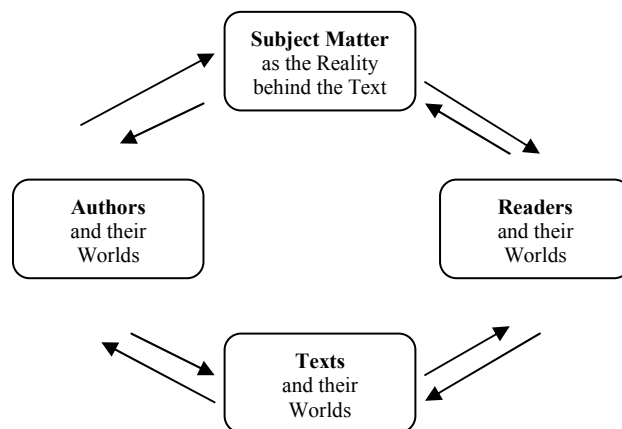 Subject Matter
as the Reality
behind the Text
Authors
and their
Worlds
Readers
and their
Worlds
Texts
and their
Worlds